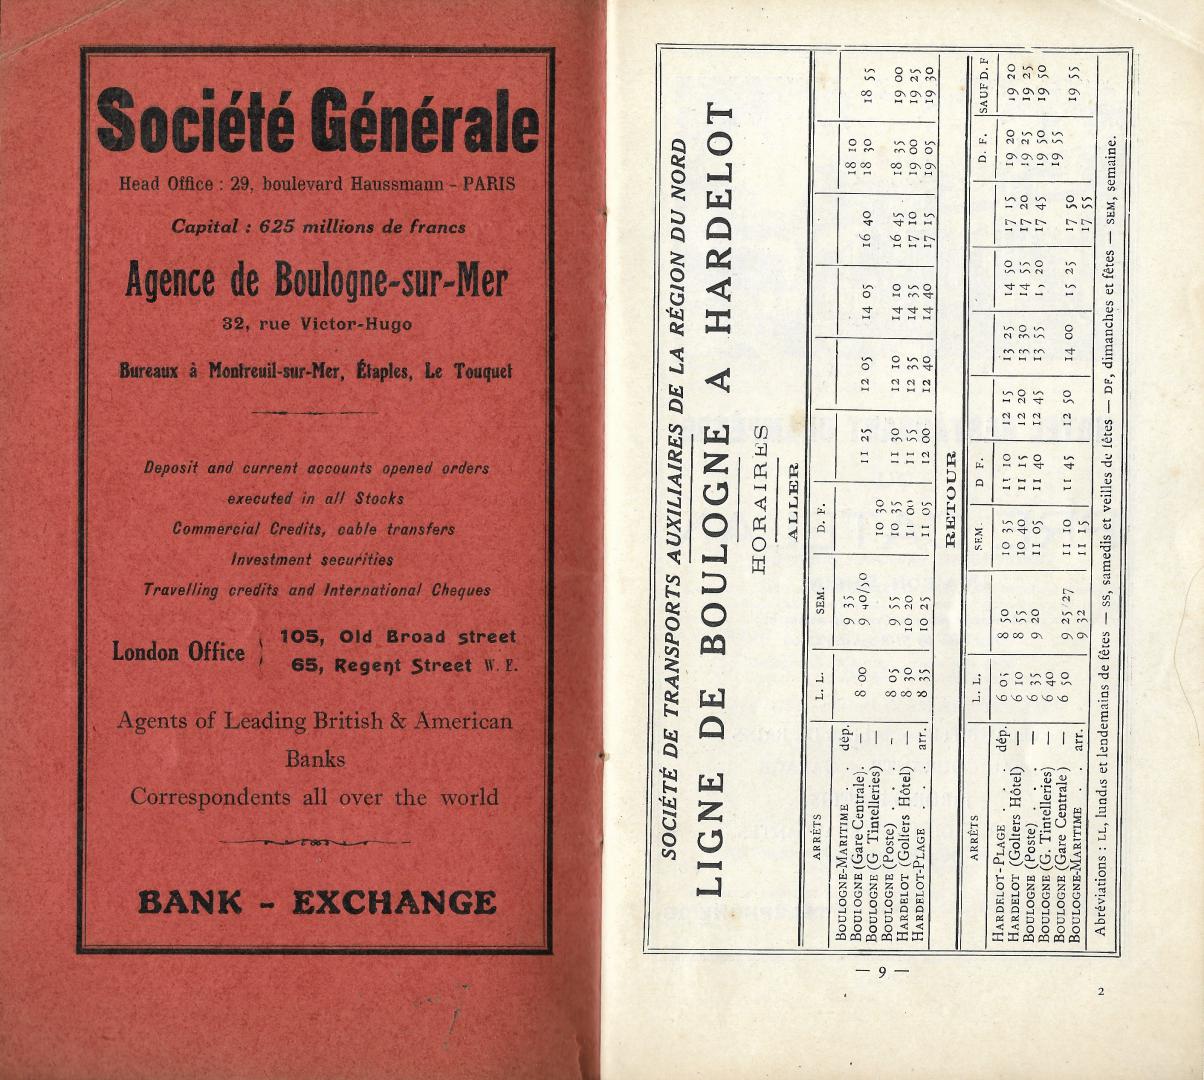 Société Générale
Head Office : 29, boulevard Haussmann - PARIS
Capital : 625 millions de francs
Agence de Boulogne-sur-Mer
32, rue Victor-Hugo
Bureaux à Montreuil-sur-Mer, Étaples, Le Touquet
Deposit and current accounts opened orders
executed in all Stocks
Commercial Credits, cable transfers
Investment securities
Travelling credits and International Cheques
London Office } 105, Old Broad street
65, Regent Street W. E.
Agents of Leading British & American
Banks
Correspondents all over the world
BANK - EXCHANGE
SOCIÉTÉ DE TRANSPORTS AUXILIAIRES DE LA RÉGION DU NORD
LIGNE DE BOULOGNE A HARDELOT
HORAIRES
ALLER
ARRÊTS L. L. SEM. D. F.
BOULOGNE-MARITIME . . dép. 9 35 18 10
BOULOGNE (Gare Centrale). — 8 00 9 40/50 11 25 12 05 14 05 16 40 18 30 18 55
BOULOGNE (G Tintelleries) — 10 30
BOULOGNE (Poste) . . - 8 05 9 55 10 35 11 30 12 10 14 10 16 45 18 35 19 00
HARDELOT (Golfers Hôtel) — 8 30 10 20 11 00 11 55 12 35 14 35 17 10 19 00 19 25
HARDELOT-PLAGE . . . arr. 8 35 10 25 11 05 12 00 12 40 14 40 17 15 19 05 19 30
RETOUR
ARRÊTS L. L. SEM. D F. D. F. SAUF D. F
HARDELOT-PLAGE . . . dép. 6 05 8 50 10 35 11 10 12 15 13 25 14 50 17 15 19 20 19 20
HARDELOT (Golfers Hôtel) — 6 10 8 55 10 40 11 15 12 20 13 30 14 55 17 20 19 25 19 25
BOULOGNE (Poste) . . — 6 35 9 20 11 05 11 40 12 45 13 55 1, 20 17 45 19 50 19 50
BOULOGNE (G. Tintelleries) — 6 40 19 55
BOULOGNE (Gare Centrale) — 6 50 9 25/27 11 10 11 45 12 50 14 00 15 25 17 50 19 55
BOULOGNE-MARITIME . . arr. 9 32 11 15 17 55
Abréviations : LL, lundis et lendemains de fêtes — SS, samedis et veilles de fêtes — DF, dimanches et fêtes — SEM, semaine.
— 9 —
2